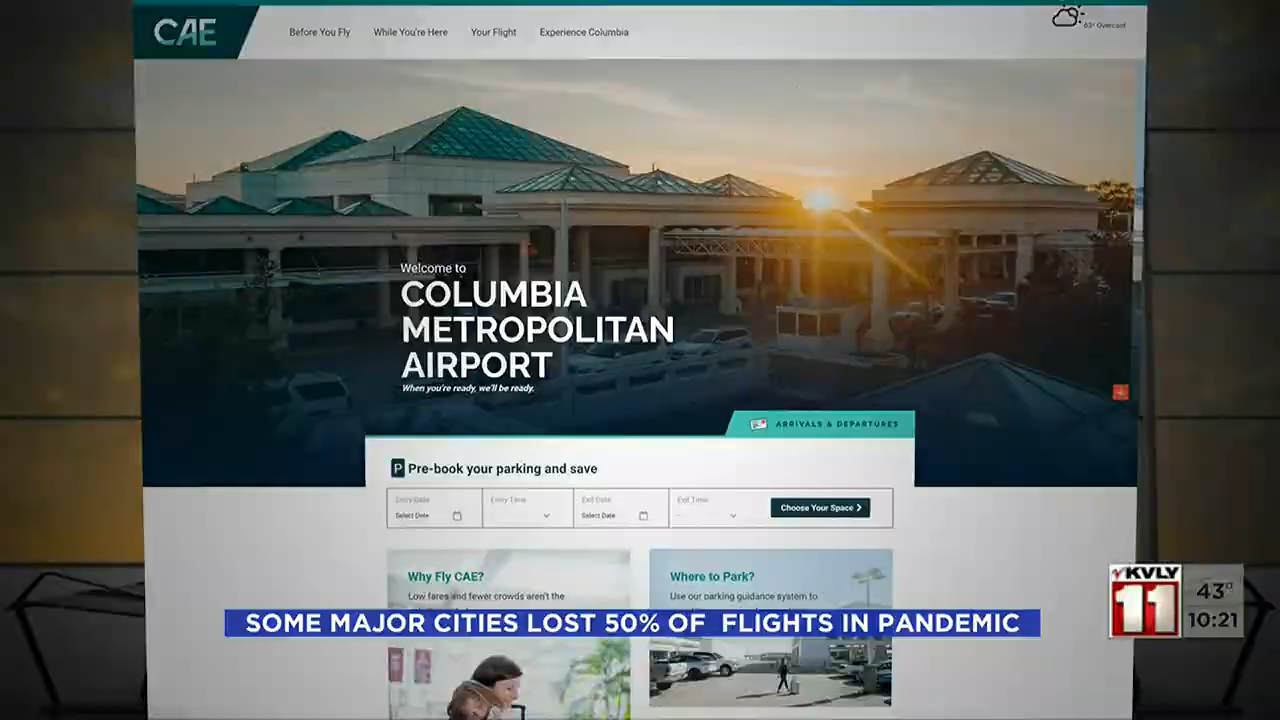 CAE
Before You Fly
While You're Here
Your Flight
Experience Columbia
63° Overcast
Welcome to
COLUMBIA
METROPOLITAN
AIRPORT
When you're ready, we'll be ready.
ARRIVALS & DEPARTURES
P Pre-book your parking and save
Entry Date
Entry Time
Exit Date
Exit Time
Select Date
Select Date
Choose Your Space
Why Fly CAE?
Low fares and fewer crowds aren't the
Where to Park?
Use our parking guidance system to
SOME MAJOR CITIES LOST 50% OF FLIGHTS IN PANDEMIC
KVLY
11
43°
10:21